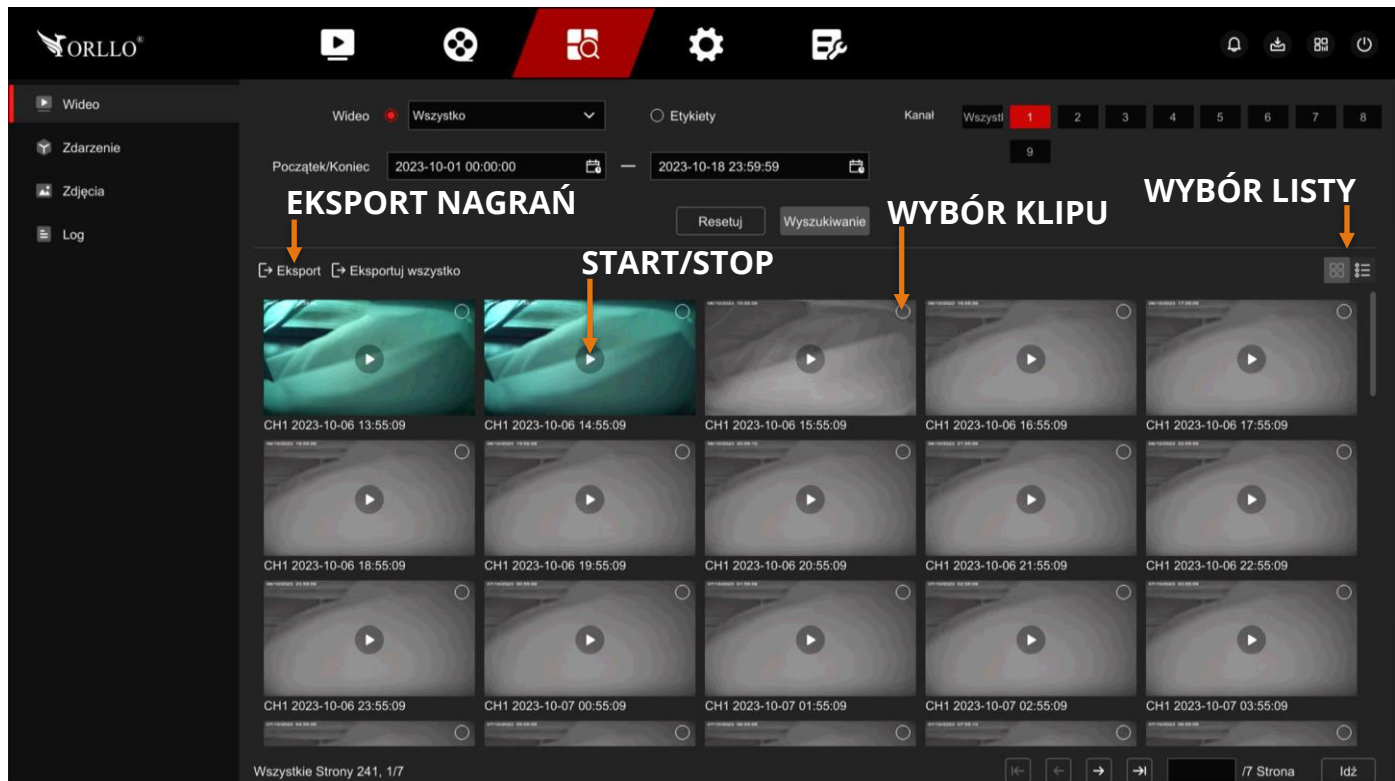 ORLLO®
Wideo
Zdarzenie
Zdjęcia
Log
Wideo Wszystko Etykiety Kanał 1 2 3 4 5 6 7 8
9
Początek/Koniec 2023-10-01 00:00:00 — 2023-10-18 23:59:59
EKSPORT NAGRAŃ
WYBÓR KLIPU
WYBÓR LISTY
Resetuj Wyszukiwanie
START/STOP
Eksport Eksportuj wszystko
CH1 2023-10-06 13:55:09 CH1 2023-10-06 14:55:09 CH1 2023-10-06 15:55:09 CH1 2023-10-06 16:55:09 CH1 2023-10-06 17:55:09
CH1 2023-10-06 18:55:09 CH1 2023-10-06 19:55:09 CH1 2023-10-06 20:55:09 CH1 2023-10-06 21:55:09 CH1 2023-10-06 22:55:09
CH1 2023-10-06 23:55:09 CH1 2023-10-07 00:55:09 CH1 2023-10-07 01:55:09 CH1 2023-10-07 02:55:09 CH1 2023-10-07 03:55:09
Wszystkie Strony 241, 1/7 /7 Strona Idź